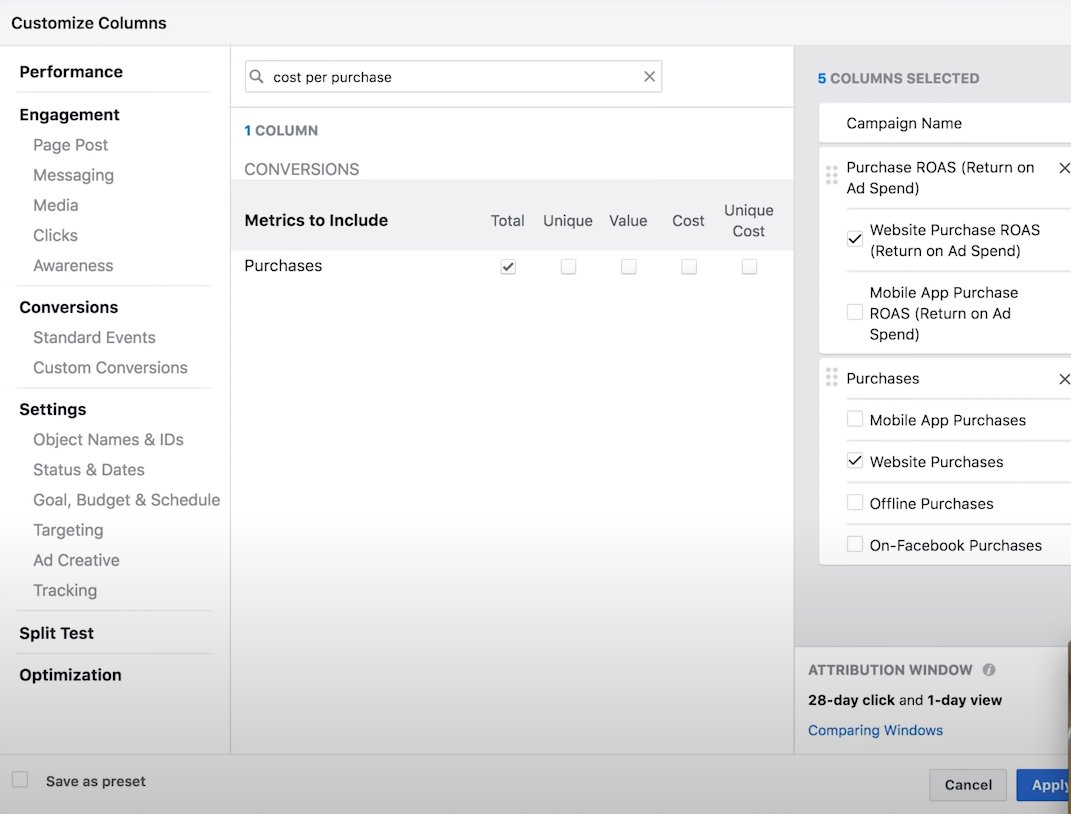 Customize Columns
Performance
Engagement
Page Post
Messaging
Media
Clicks
Awareness
Conversions
Standard Events
Custom Conversions
Settings
Object Names & IDs
Status & Dates
Goal, Budget & Schedule
Targeting
Ad Creative
Tracking
Split Test
Optimization
cost per purchase
1 COLUMN
CONVERSIONS
Metrics to Include Total Unique Value Cost Unique
Cost
Purchases
5 COLUMNS SELECTED
Campaign Name
Purchase ROAS (Return on
Ad Spend)
Website Purchase ROAS
(Return on Ad Spend)
Mobile App Purchase
ROAS (Return on Ad
Spend)
Purchases
Mobile App Purchases
Website Purchases
Offline Purchases
On-Facebook Purchases
ATTRIBUTION WINDOW
28-day click and 1-day view
Comparing Windows
Save as preset
Cancel
Apply